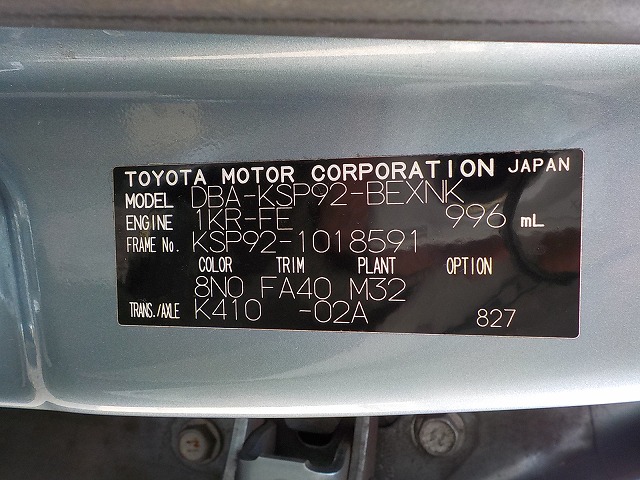 TOYOTA MOTOR CORPORATION JAPAN
MODEL DBA-KSP92-BEXNK
ENGINE 1KR-FE 996 mL
FRAME No. KSP92-1018591
COLOR TRIM PLANT OPTION
8N0 FA40 M32
TRANS./AXLE K410 -02A 827